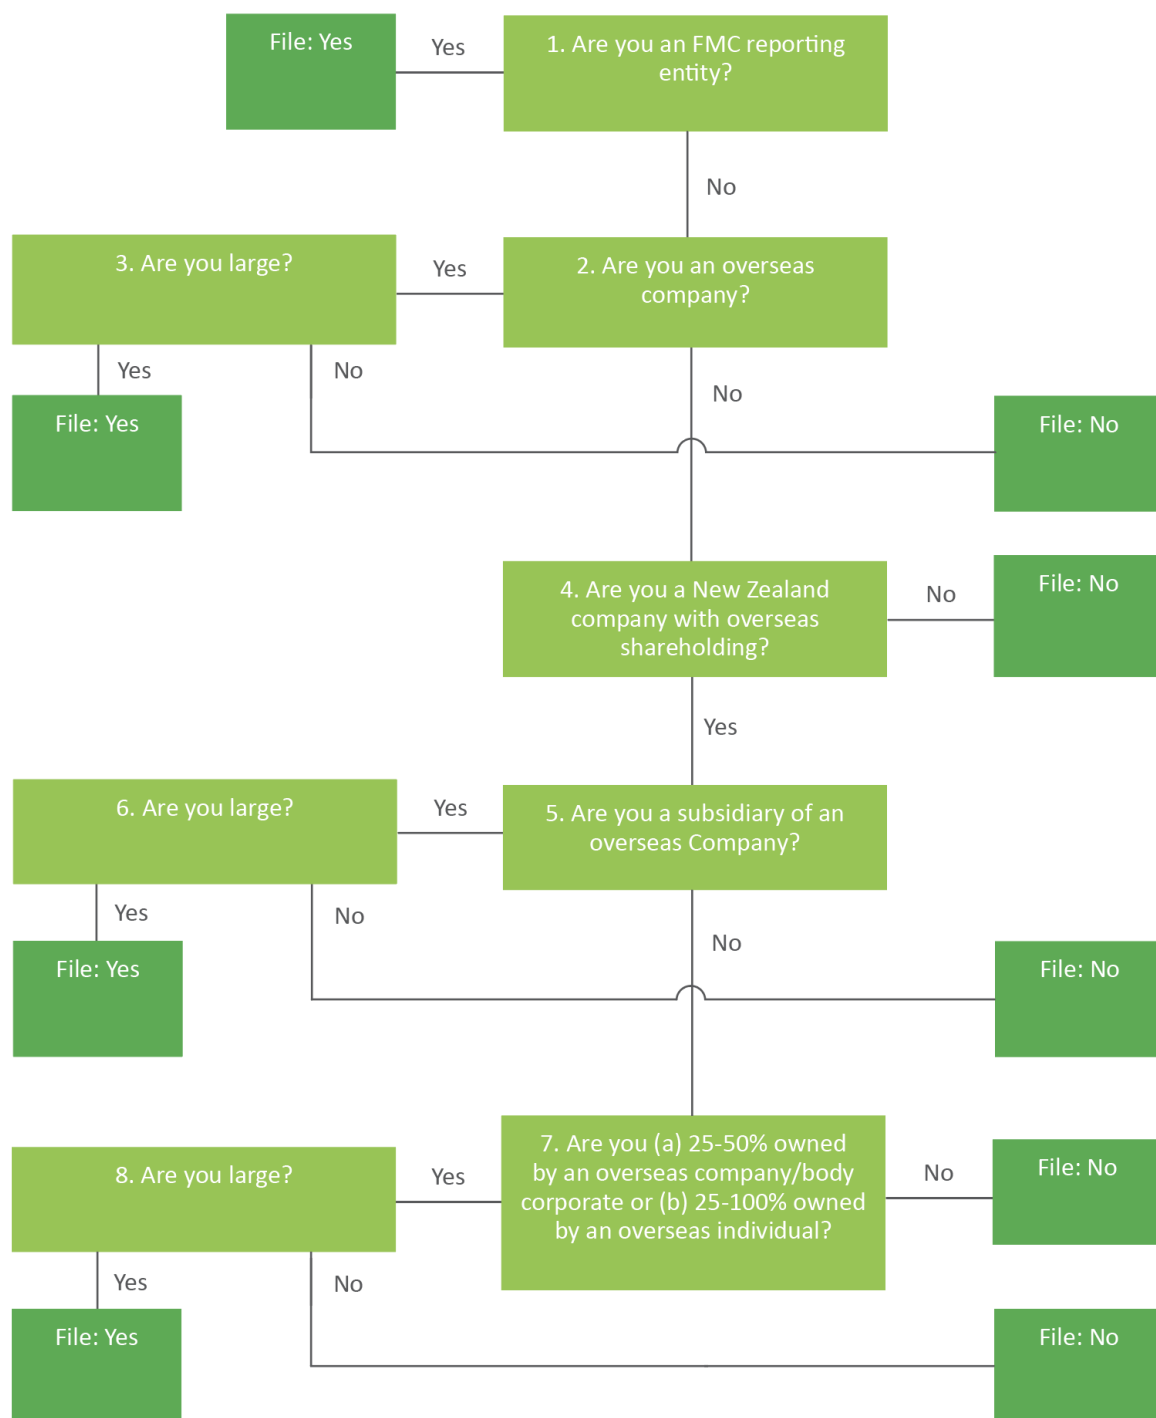 File: Yes
Yes
1. Are you an FMC reporting
entity?
No
3. Are you large?
Yes
2. Are you an overseas
company?
Yes
No
No
File: Yes
File: No
4. Are you a New Zealand
company with overseas
shareholding?
No
File: No
Yes
6. Are you large?
Yes
5. Are you a subsidiary of an
overseas Company?
Yes
No
No
File: Yes
File: No
8. Are you large?
Yes
7. Are you (a) 25-50% owned
by an overseas company/body
corporate or (b) 25-100% owned
by an overseas individual?
No
File: No
Yes
No
File: Yes
File: No